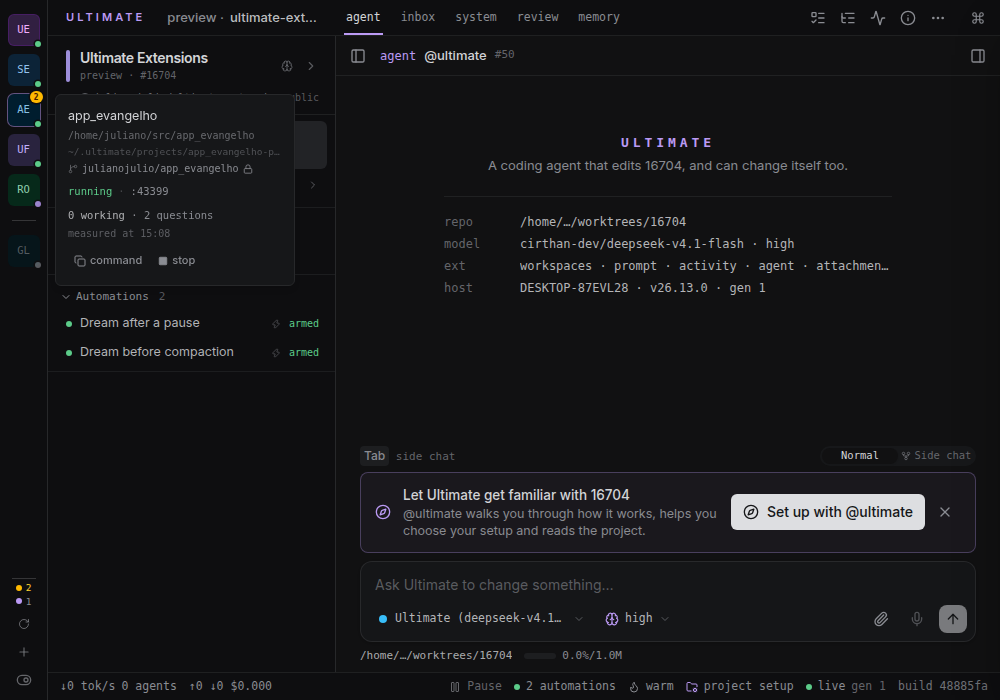 UE
SE
AE
2
UF
RO
GL
2
1
ULTIMATE
preview · ultimate-ext...
agent
inbox
system
review
memory
Ultimate Extensions
preview · #16704
app_evangelho
/home/juliano/src/app_evangelho
~/.ultimate/projects/app_evangelho-p…
julianojulio/app_evangelho
running · :43399
0 working · 2 questions
measured at 15:08
command
stop
Automations 2
Dream after a pause
armed
Dream before compaction
armed
agent @ultimate #50
ULTIMATE
A coding agent that edits 16704, and can change itself too.
repo /home/…/worktrees/16704
model cirthan-dev/deepseek-v4.1-flash · high
ext workspaces · prompt · activity · agent · attachmen…
host DESKTOP-87EVL28 · v26.13.0 · gen 1
Tab side chat
Normal
Side chat
Let Ultimate get familiar with 16704
@ultimate walks you through how it works, helps you
choose your setup and reads the project.
Set up with @ultimate
Ask Ultimate to change something...
Ultimate (deepseek-v4.1…
high
/home/…/worktrees/16704
0.0%/1.0M
↓0 tok/s 0 agents ↑0 ↓0 $0.000
Pause
2 automations
warm
project setup
live gen 1
build 48885fa